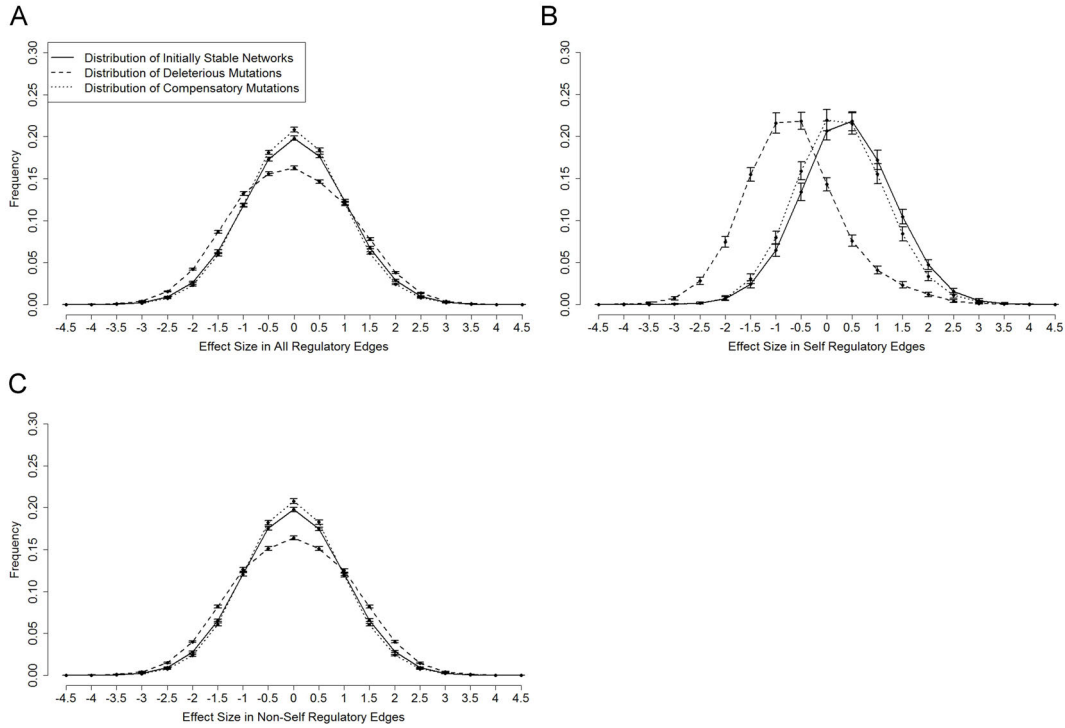 A
Frequency
0.00 0.05 0.10 0.15 0.20 0.25 0.30
Distribution of Initially Stable Networks
Distribution of Deleterious Mutations
Distribution of Compensatory Mutations
-4.5 -4 -3.5 -3 -2.5 -2 -1.5 -1 -0.5 0 0.5 1 1.5 2 2.5 3 3.5 4 4.5
Effect Size in All Regulatory Edges
B
0.00 0.05 0.10 0.15 0.20 0.25 0.30
-4.5 -4 -3.5 -3 -2.5 -2 -1.5 -1 -0.5 0 0.5 1 1.5 2 2.5 3 3.5 4 4.5
Effect Size in Self Regulatory Edges
C
Frequency
0.00 0.05 0.10 0.15 0.20 0.25 0.30
-4.5 -4 -3.5 -3 -2.5 -2 -1.5 -1 -0.5 0 0.5 1 1.5 2 2.5 3 3.5 4 4.5
Effect Size in Non-Self Regulatory Edges